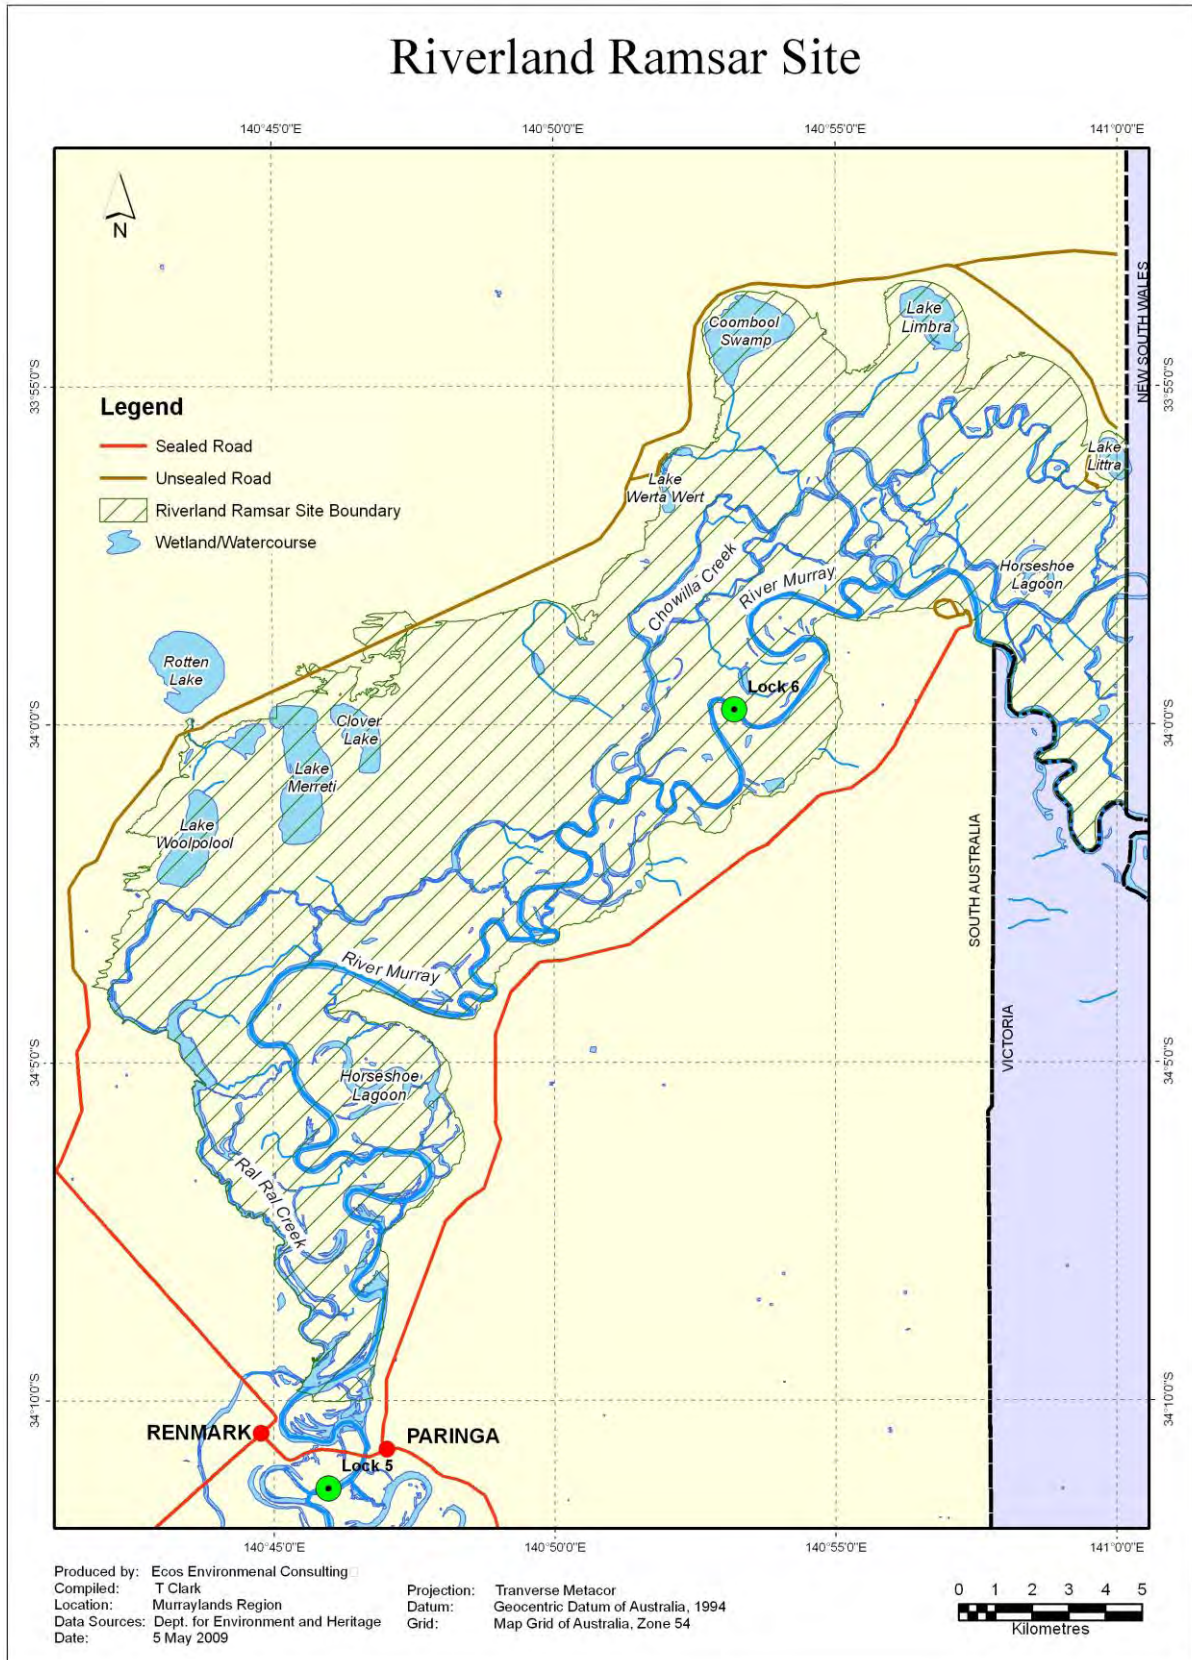 Riverland Ramsar Site
140°45'0"E
140°50'0"E
140°55'0"E
141°0'0"E
N
Coombool
Swamp
Lake
Limbra
NEW SOUTH WALES
33°55'0"S
33°55'0"S
Legend
Sealed Road
Unsealed Road
Riverland Ramsar Site Boundary
Wetland/Watercourse
Lake
Littra
Lake
Werta Wert
Horseshoe
Lagoon
Chowilla Creek
River Murray
Rotten
Lake
Lock 6
Clover
Lake
34°0'0"S
34°0'0"S
Lake
Merreti
Lake
Woolpolool
SOUTH AUSTRALIA
VICTORIA
River Murray
34°5'0"S
34°5'0"S
Horseshoe
Lagoon
Ral Ral Creek
34°10'0"S
34°10'0"S
RENMARK
PARINGA
Lock 5
140°45'0"E
140°50'0"E
140°55'0"E
141°0'0"E
Produced by: Ecos Environmenal Consulting
Compiled: T Clark
Location: Murraylands Region
Data Sources: Dept. for Environment and Heritage
Date: 5 May 2009
Projection: Tranverse Metacor
Datum: Geocentric Datum of Australia, 1994
Grid: Map Grid of Australia, Zone 54
0 1 2 3 4 5
Kilometres